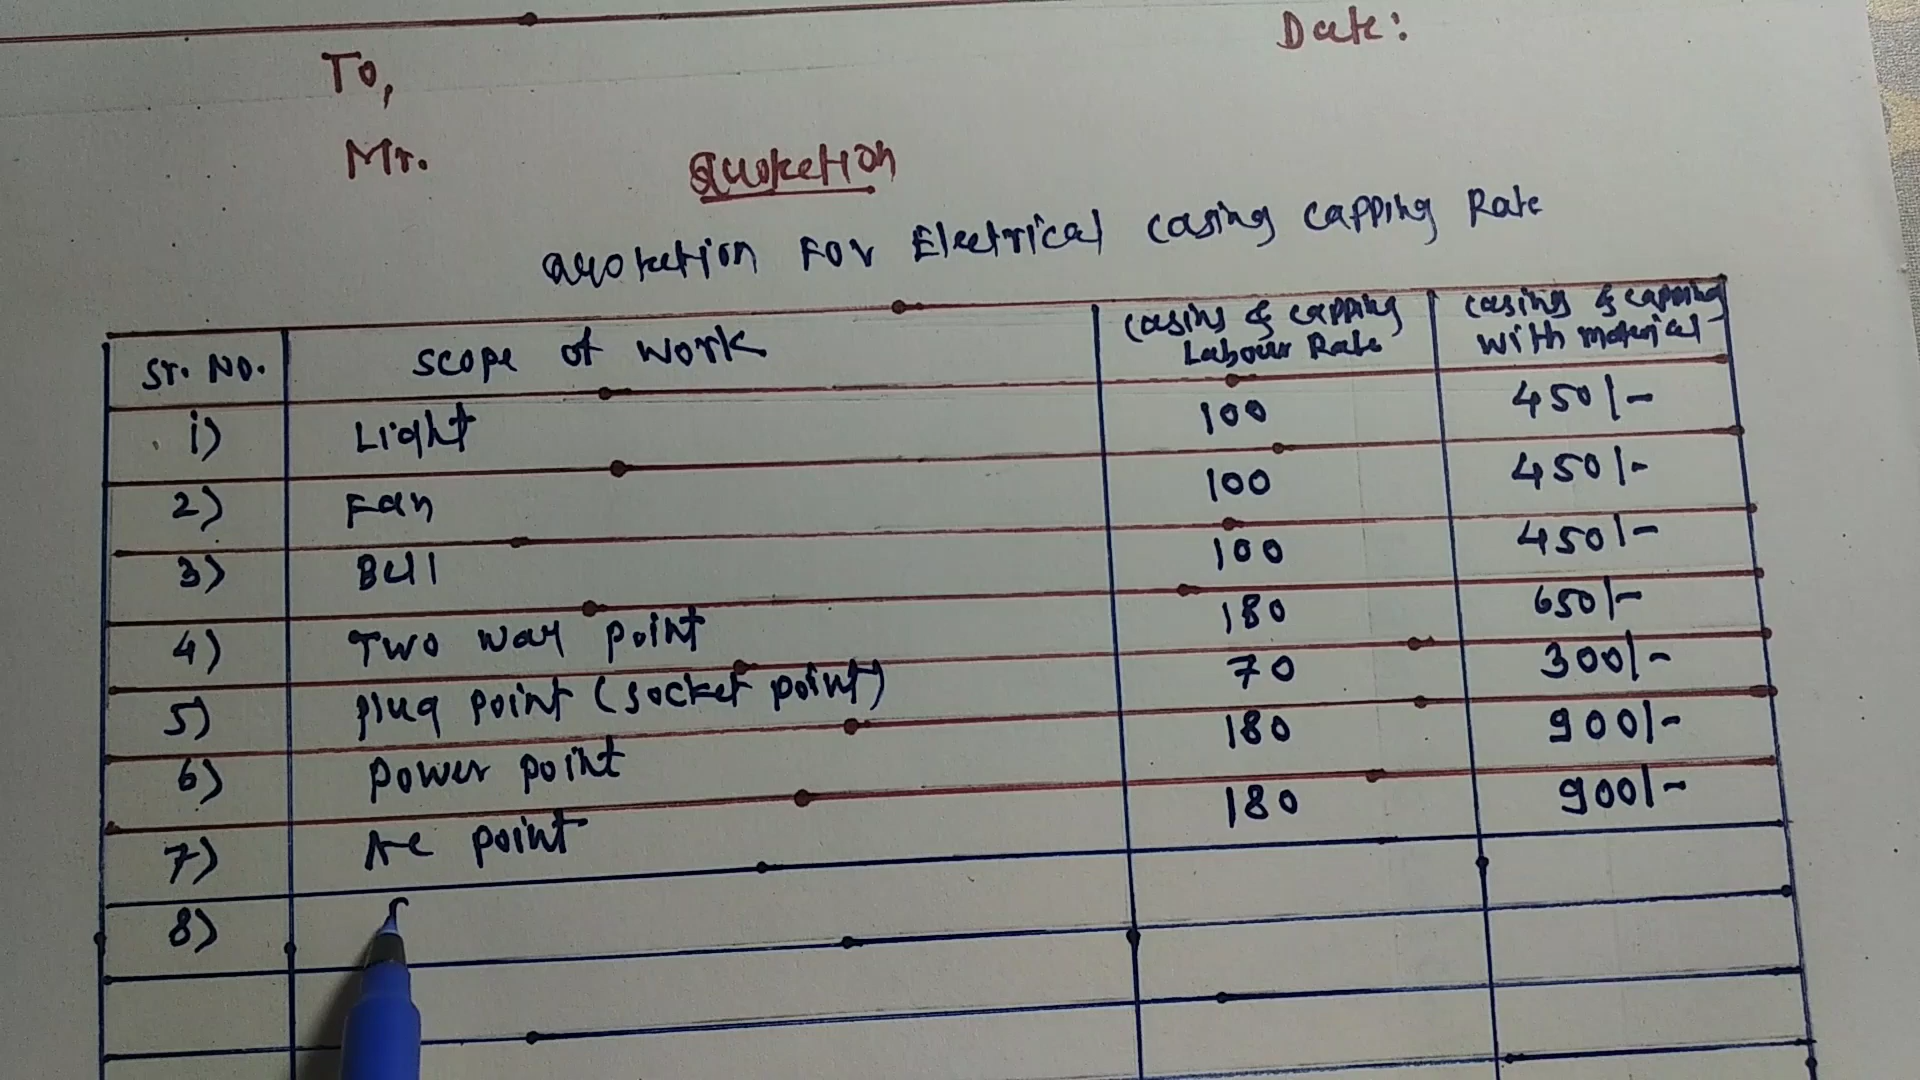 Date:
To,
Mr.
Quoketion
Quoketion For Electrical casing capping Rate
Sr. No. scope of work casing & capping Labour Rate casing & capping with material
1) Light 100 450/-
2) Fan 100 450/-
3) Bell 100 450/-
4) Two way point 180 650/-
5) plug point (socket point) 70 300/-
6) power point 180 900/-
7) Ac point 180 900/-
8)